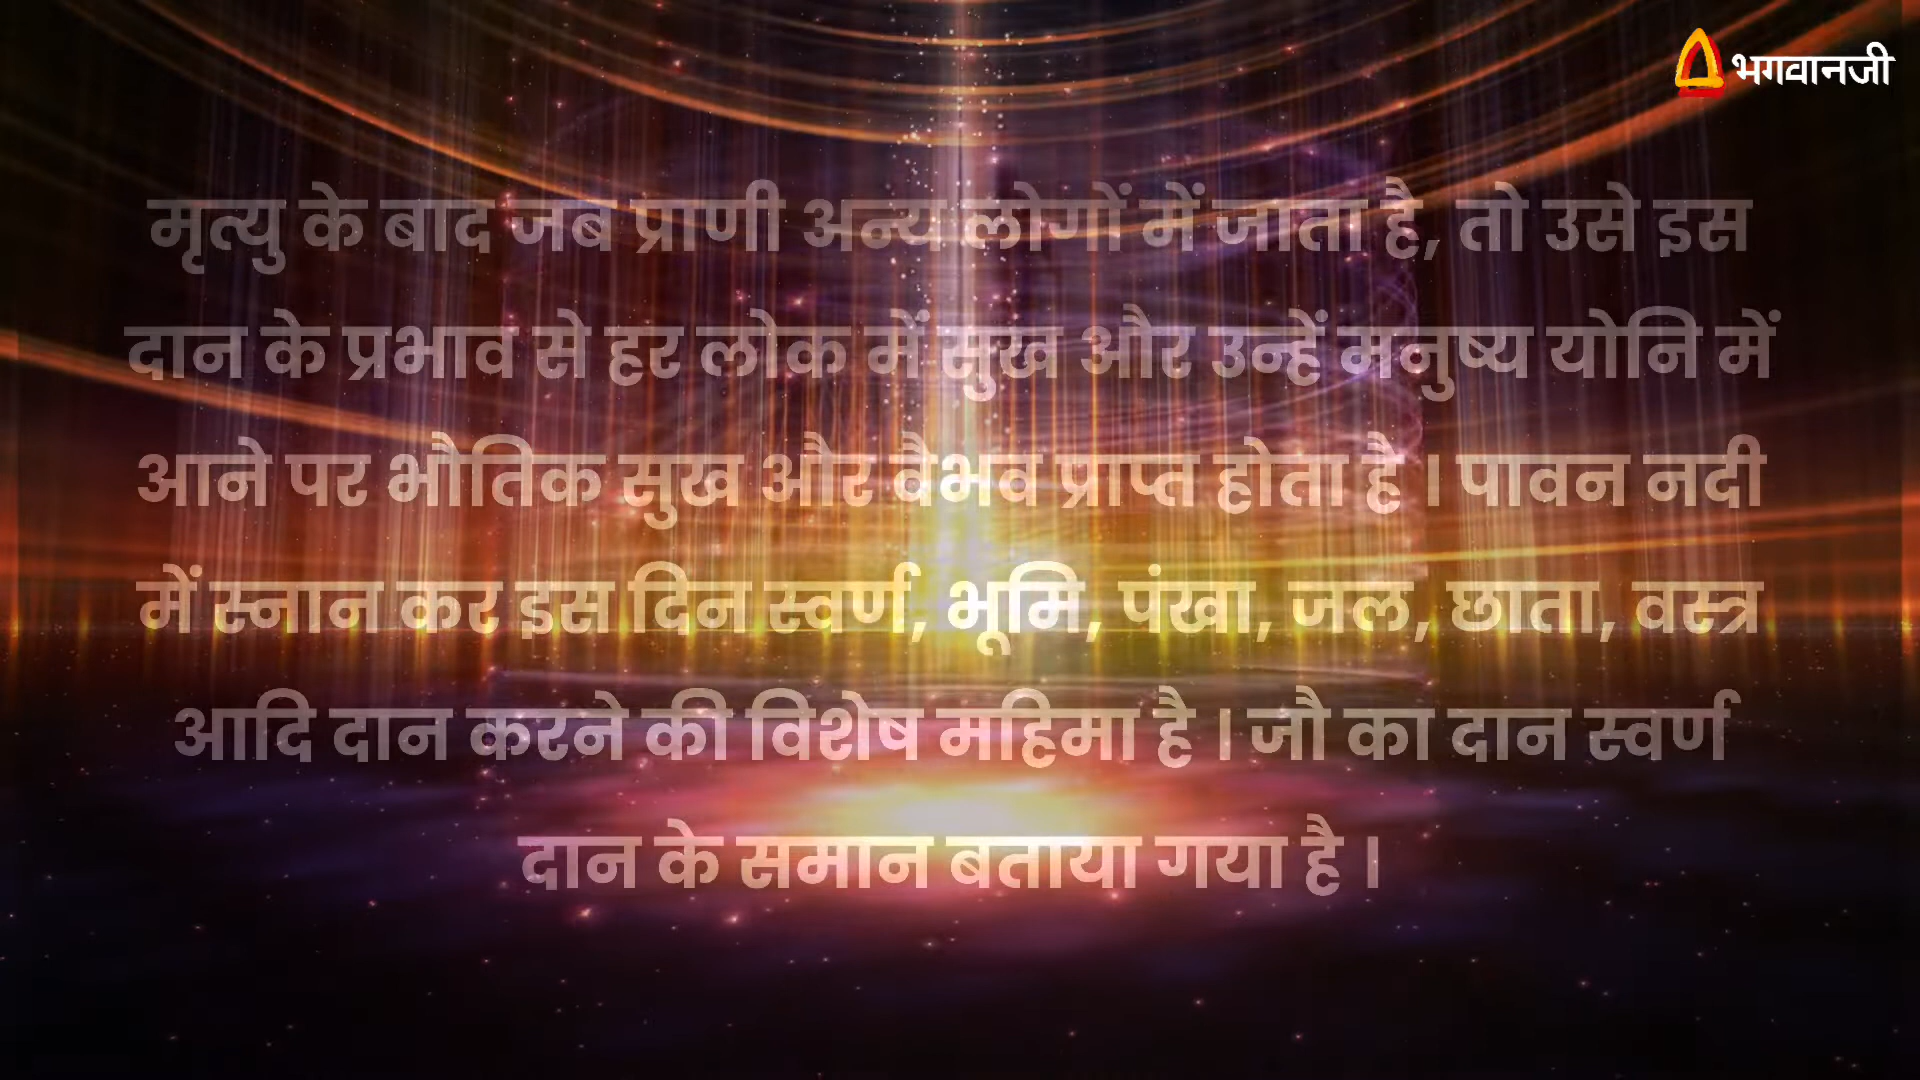 भगवानजी
मृत्यु के बाद जब प्राणी अन्य लोगों में जाता है, तो उसे इस
दान के प्रभाव से हर लोक में सुख और उन्हें मनुष्य योनि में
आने पर भौतिक सुख और वैभव प्राप्त होता है । पावन नदी
में स्नान कर इस दिन स्वर्ण, भूमि, पंखा, जल, छाता, वस्त्र
आदि दान करने की विशेष महिमा है । जौ का दान स्वर्ण
दान के समान बताया गया है ।